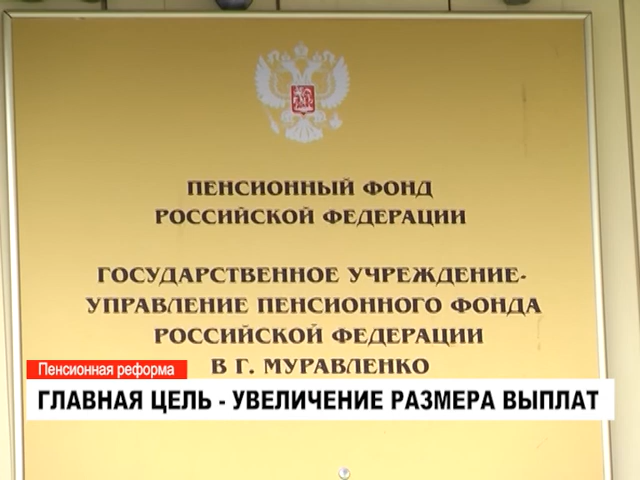 ПЕНСИОННЫЙ ФОНД
РОССИЙСКОЙ ФЕДЕРАЦИИ
ГОСУДАРСТВЕННОЕ УЧРЕЖДЕНИЕ-
УПРАВЛЕНИЕ ПЕНСИОННОГО ФОНДА
РОССИЙСКОЙ ФЕДЕРАЦИИ
В Г. МУРАВЛЕНКО
Пенсионная реформа
ГЛАВНАЯ ЦЕЛЬ - УВЕЛИЧЕНИЕ РАЗМЕРА ВЫПЛАТ